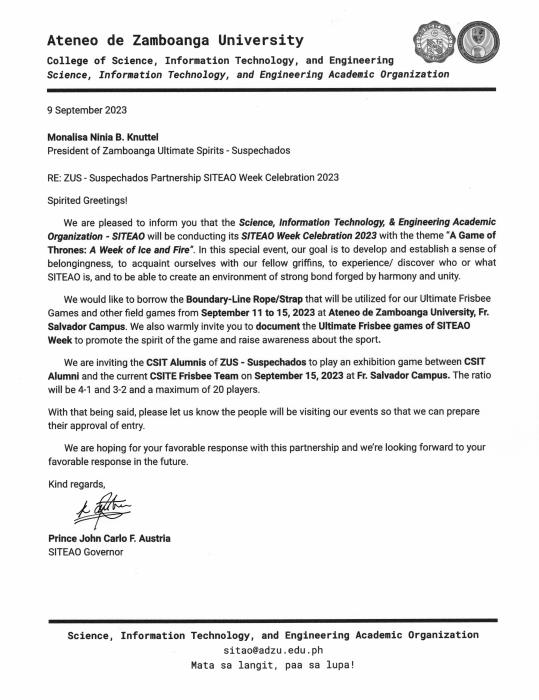 Ateneo de Zamboanga University
College of Science, Information Technology, and Engineering
Science, Information Technology, and Engineering Academic Organization
9 September 2023
Monalisa Ninia B. Knuttel
President of Zamboanga Ultimate Spirits - Suspechados
RE: ZUS - Suspechados Partnership SITEAO Week Celebration 2023
Spirited Greetings!
We are pleased to inform you that the Science, Information Technology, & Engineering Academic
Organization - SITEAO will be conducting its SITEAO Week Celebration 2023 with the theme "A Game of
Thrones: A Week of Ice and Fire". In this special event, our goal is to develop and establish a sense of
belongingness, to acquaint ourselves with our fellow griffins, to experience/ discover who or what
SITEAO is, and to be able to create an environment of strong bond forged by harmony and unity.
We would like to borrow the Boundary-Line Rope/Strap that will be utilized for our Ultimate Frisbee
Games and other field games from September 11 to 15, 2023 at Ateneo de Zamboanga University, Fr.
Salvador Campus. We also warmly invite you to document the Ultimate Frisbee games of SITEAO
Week to promote the spirit of the game and raise awareness about the sport.
We are inviting the CSIT Alumnis of ZUS - Suspechados to play an exhibition game between CSIT
Alumni and the current CSITE Frisbee Team on September 15, 2023 at Fr. Salvador Campus. The ratio
will be 4-1 and 3-2 and a maximum of 20 players.
With that being said, please let us know the people will be visiting our events so that we can prepare
their approval of entry.
We are hoping for your favorable response with this partnership and we're looking forward to your
favorable response in the future.
Kind regards,
Prince John Carlo F. Austria
SITEAO Governor
Science, Information Technology, and Engineering Academic Organization
sitao@adzu.edu.ph
Mata sa langit, paa sa lupa!